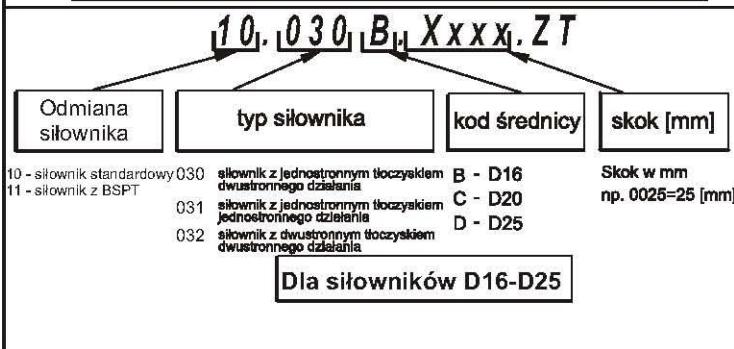 10.030 B.Xxxx.ZT
Odmiana siłownika
typ siłownika
kod średnicy
skok [mm]
10 - siłownik standardowy
11 - siłownik z BSPT
030 siłownik z jednostronnym tłoczyskiem
dwustronnego działania
031 siłownik z jednostronnym tłoczyskiem
jednostronnego działania
032 siłownik z dwustronnym tłoczyskiem
dwustronnego działania
B - D16
C - D20
D - D25
Skok w mm
np. 0025=25 [mm]
Dla siłowników D16-D25